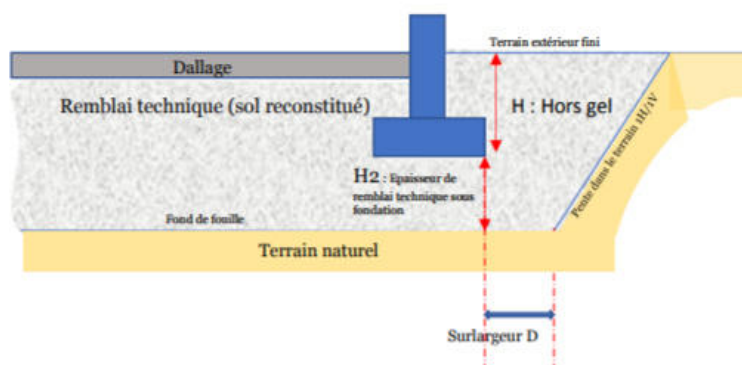 Terrain extérieur fini
Dallage
Remblai technique (sol reconstitué)
H : Hors gel
H2 : Epaisseur de
remblai technique sous
fondation
Pente dans le terrain 1H/1V
Fond de fouille
Terrain naturel
Surlargeur D